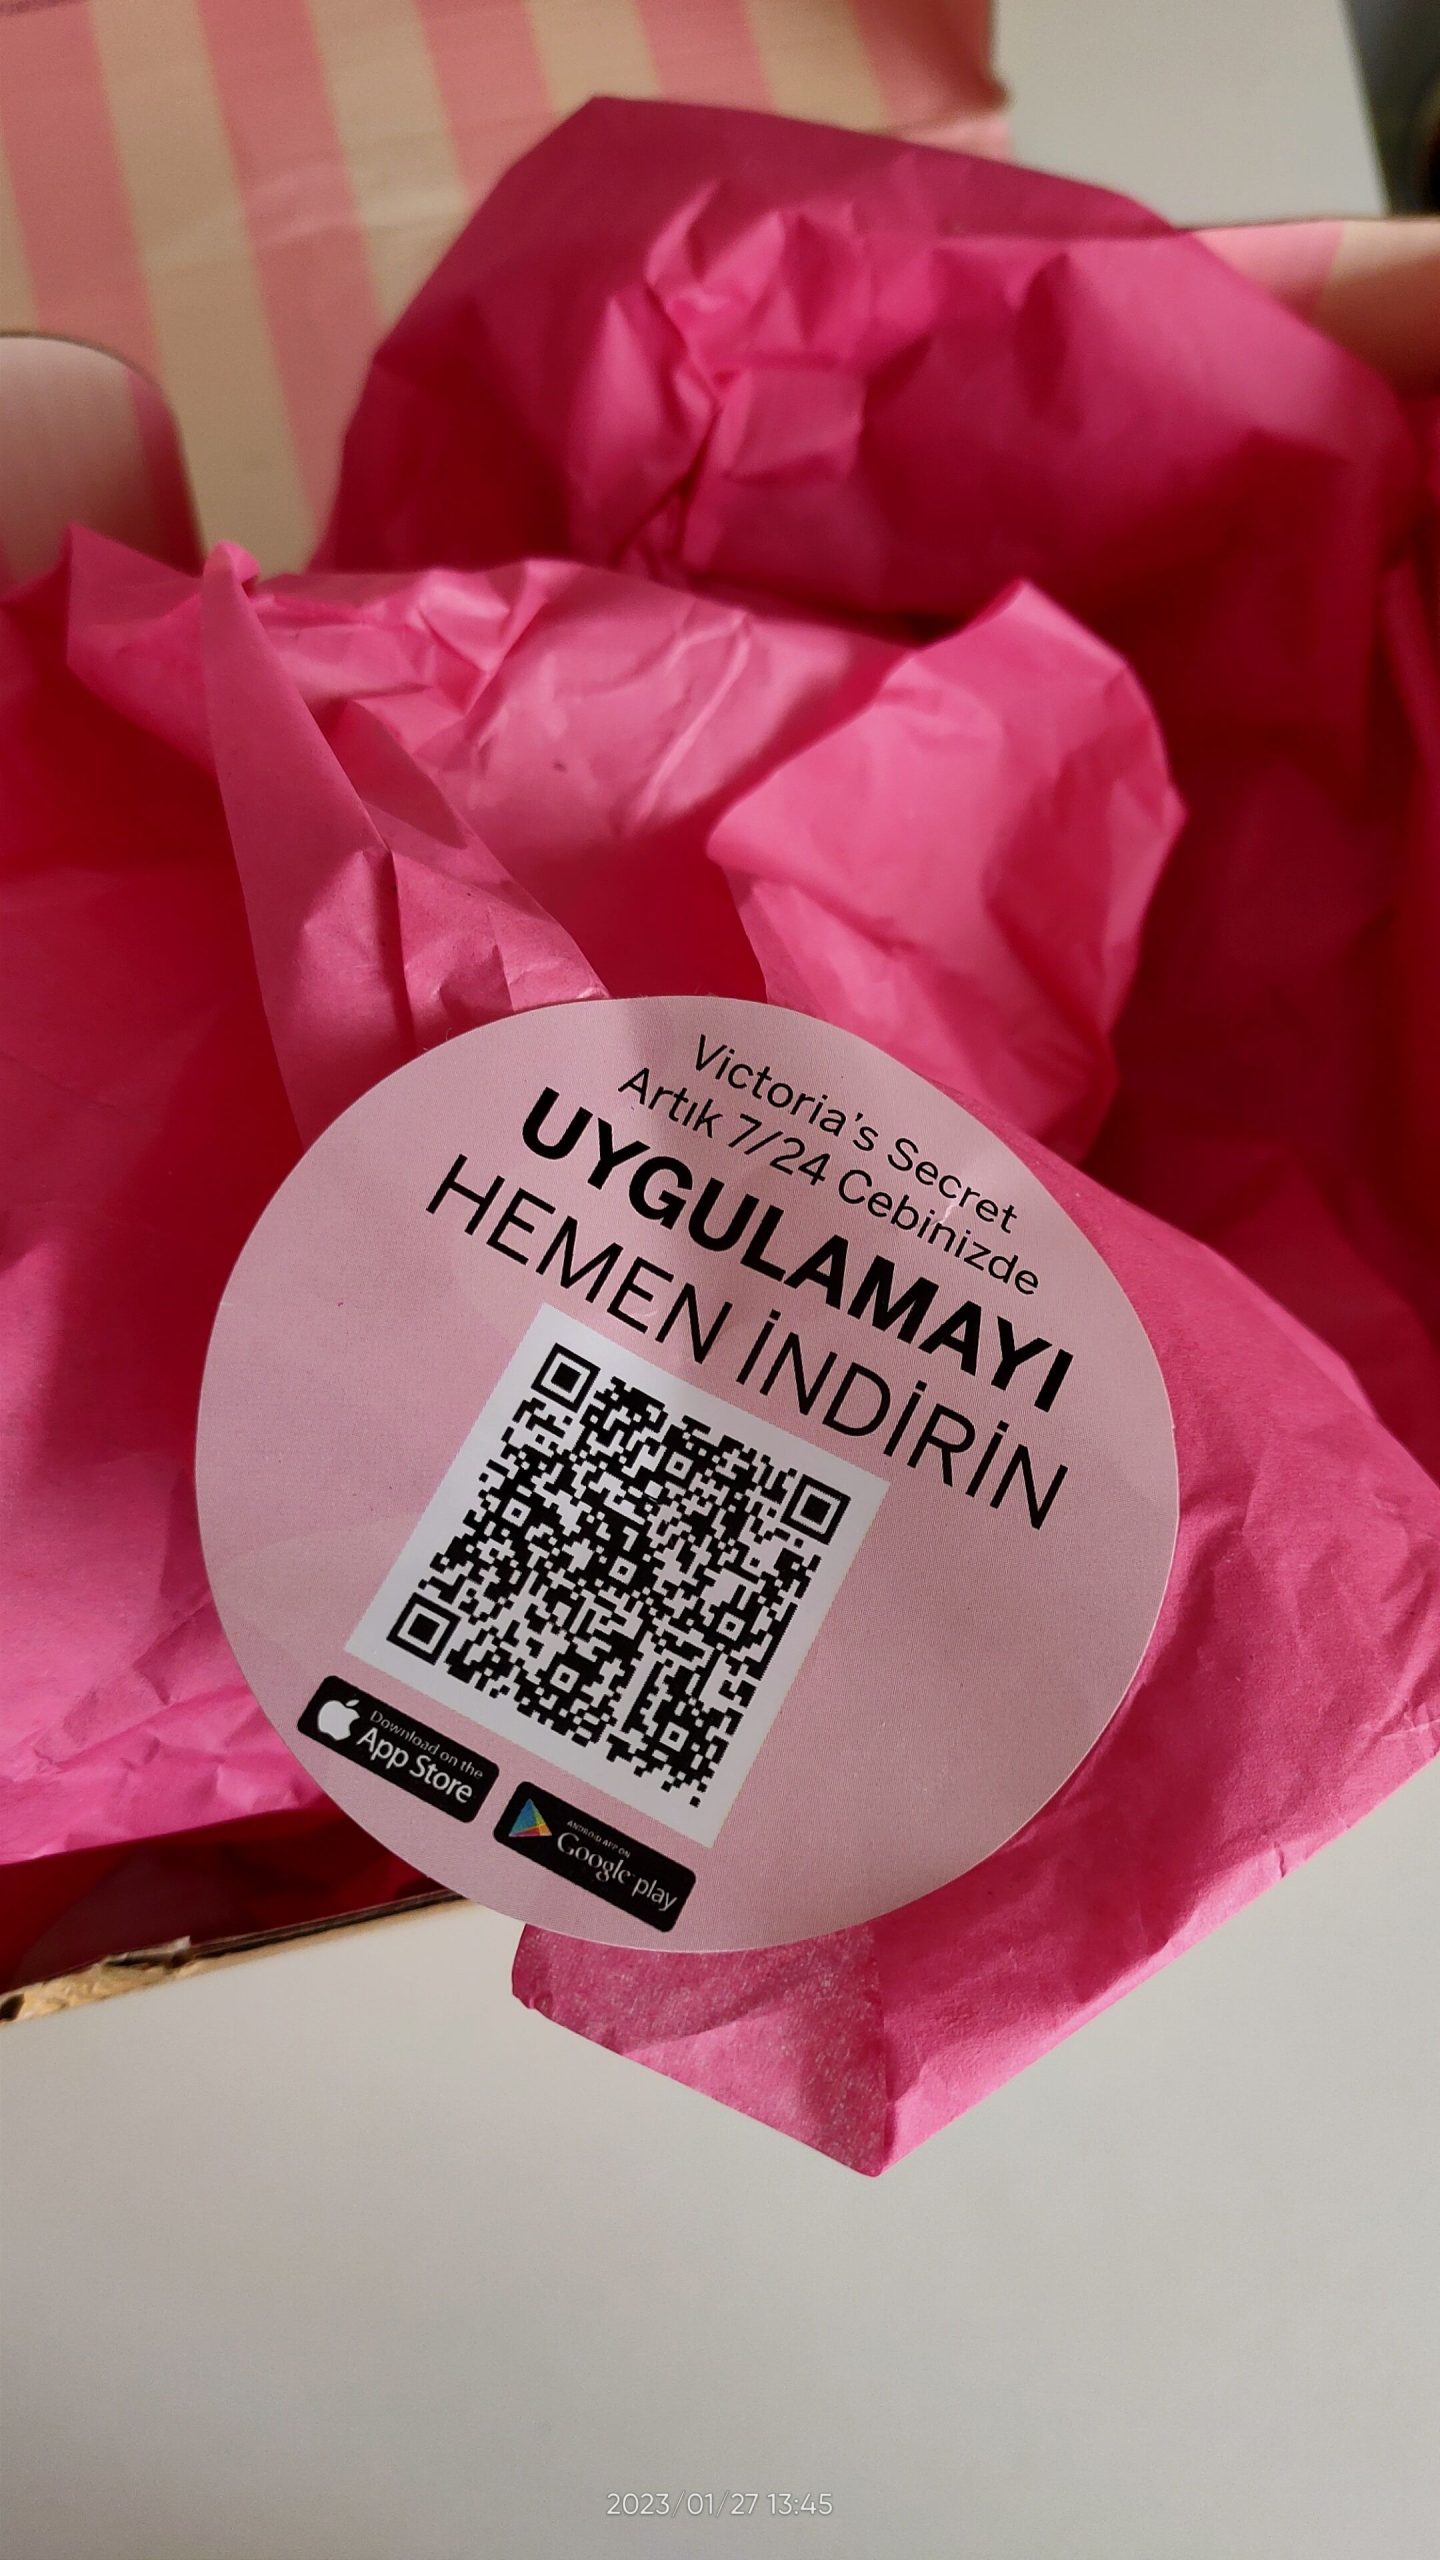 Victoria's Secret
Artık 7/24 Cebinizde
UYGULAMAYI
HEMEN İNDİRİN
Download on the
App Store
ANDROID APP ON
Google play
2023/01/27 13:45